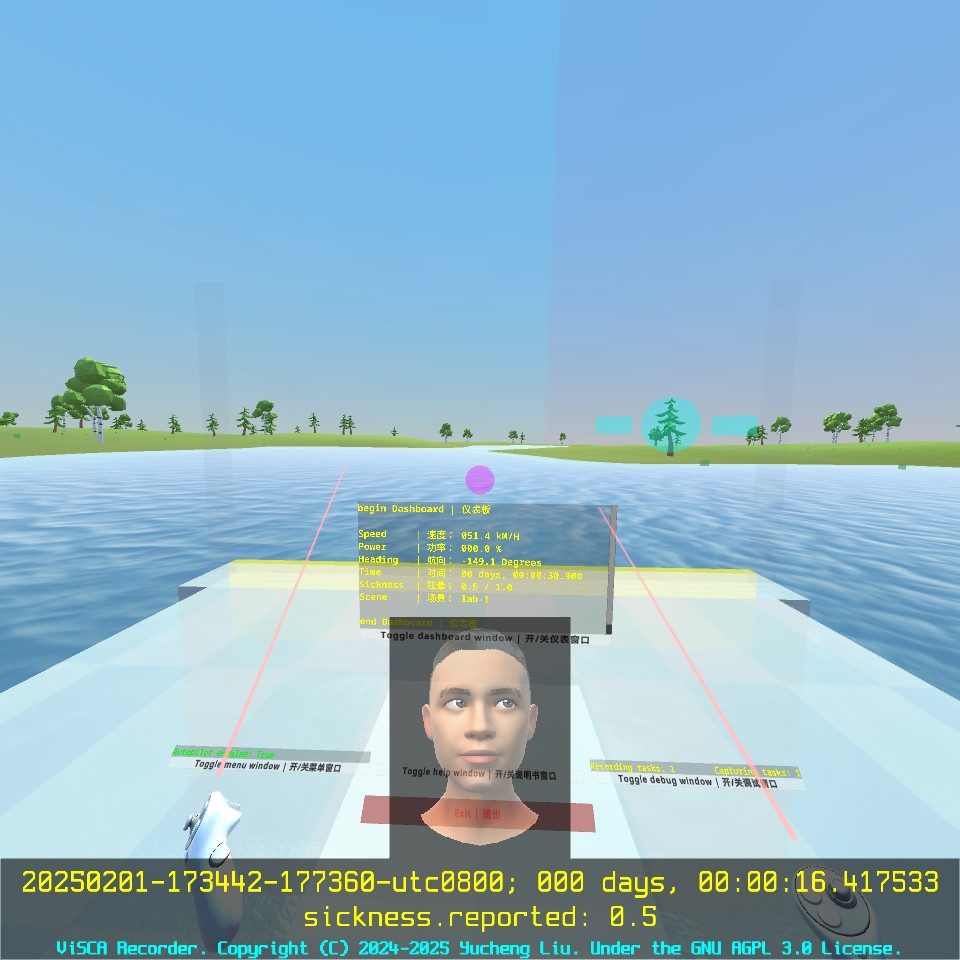 begin Dashboard | 仪表板
Speed | 速度： 051.4 kM/H
Power | 功率： 000.0 %
Heading | 航向： -149.1 Degrees
Time | 时间： 00 days, 00:00:30.900
Sickness | 眩晕： 0.5 / 1.0
Scene | 场景： lab-1
end Dashboard | 仪表板
Toggle dashboard window | 开/关仪表窗口
Autopilot enabled: True
Toggle menu window | 开/关菜单窗口
Toggle help window | 开/关说明书窗口
Recording tasks: 1 Capturing tasks: 1
Toggle debug window | 开/关调试窗口
Exit | 退出
20250201-173442-177360-utc0800; 000 days, 00:00:16.417533
sickness.reported: 0.5
ViSCA Recorder. Copyright (C) 2024-2025 Yucheng Liu. Under the GNU AGPL 3.0 License.